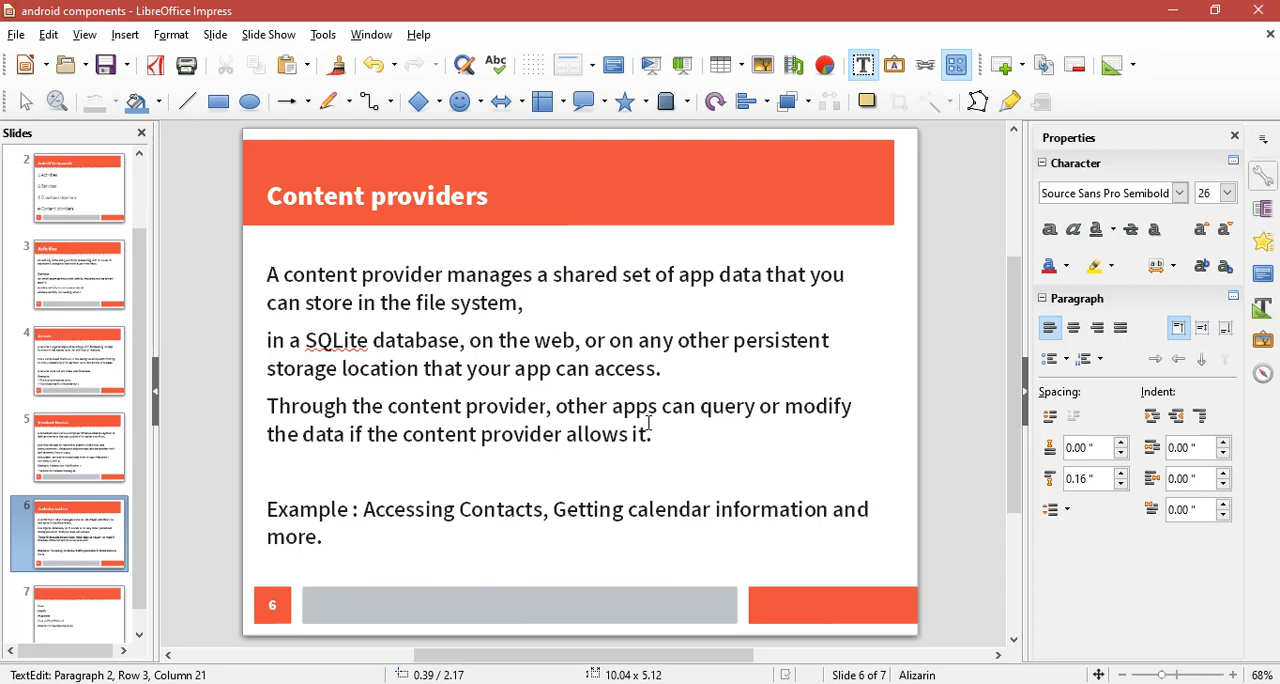 android components - LibreOffice Impress
File Edit View Insert Format Slide Slide Show Tools Window Help
Slides
Properties
Character
Source Sans Pro Semibold 26
Paragraph
Spacing: Indent:
0.00 " 0.00 "
0.16 " 0.00 "
0.00 "
2
3
4
5
6
7
Content providers
A content provider manages a shared set of app data that you
can store in the file system,
in a SQLite database, on the web, or on any other persistent
storage location that your app can access.
Through the content provider, other apps can query or modify
the data if the content provider allows it.
Example : Accessing Contacts, Getting calendar information and
more.
6
TextEdit: Paragraph 2, Row 3, Column 21 0.39 / 2.17 10.04 x 5.12 Slide 6 of 7 Alizarin 68%